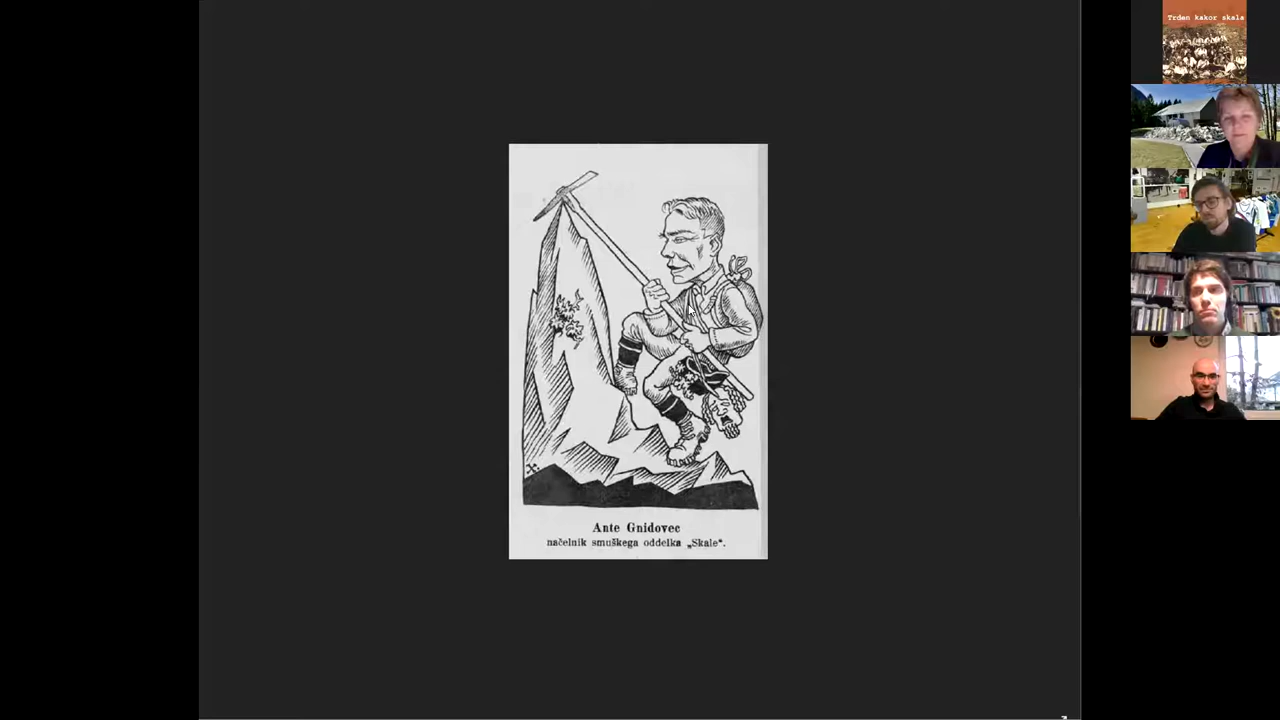 Trden kakor skala
Ante Gnidovec
načelnik smuškega oddelka „Skale“.